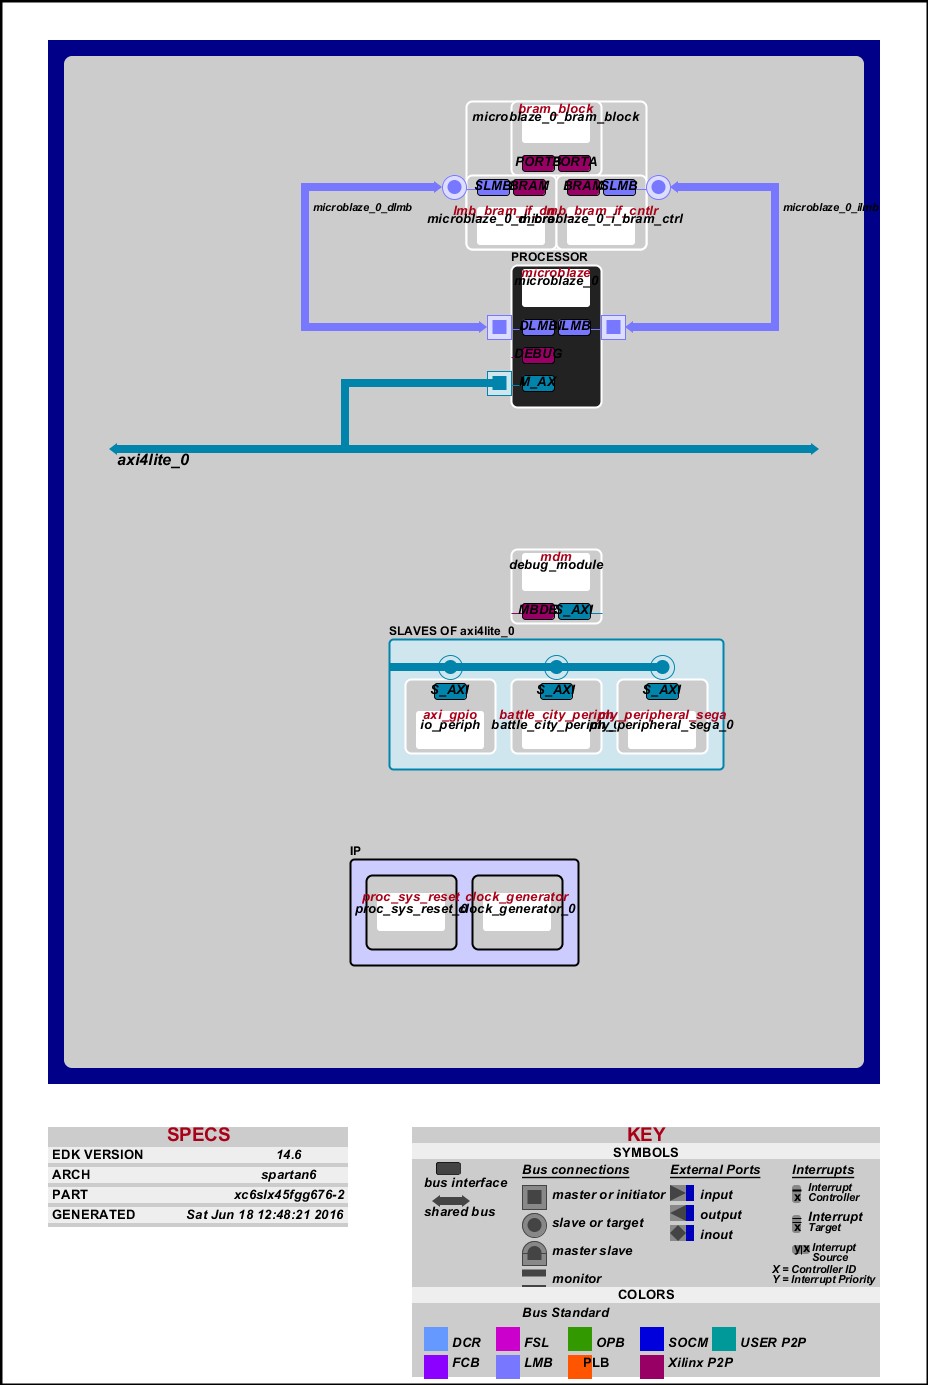 bram_block
microblaze_0_bram_block
PORTB PORTA
SLMB BRAM BRAM SLMB
microblaze_0_dlmb
microblaze_0_ilmb
lmb_bram_if_cntlr
microblaze_0_i_bram_ctrl
PROCESSOR
microblaze
microblaze_0
DLMB ILMB
DEBUG
M_AX
axi4lite_0
mdm
debug_module
MBDE S_AXI
SLAVES OF axi4lite_0
S_AXI S_AXI S_AXI
axi_gpio battle_city_periph my_peripheral_sega
io_periph battle_city_periph_0 my_peripheral_sega_0
IP
proc_sys_reset clock_generator
proc_sys_reset_0 clock_generator_0
SPECS
EDK VERSION 14.6
ARCH spartan6
PART xc6slx45fgg676-2
GENERATED Sat Jun 18 12:48:21 2016
KEY
SYMBOLS
bus interface
shared bus
Bus connections
master or initiator
slave or target
master slave
monitor
External Ports
input
output
inout
Interrupts
x Interrupt
Controller
x Interrupt
Target
y|x Interrupt
Source
X = Controller ID
Y = Interrupt Priority
COLORS
Bus Standard
DCR FSL OPB SOCM USER P2P
FCB LMB PLB Xilinx P2P